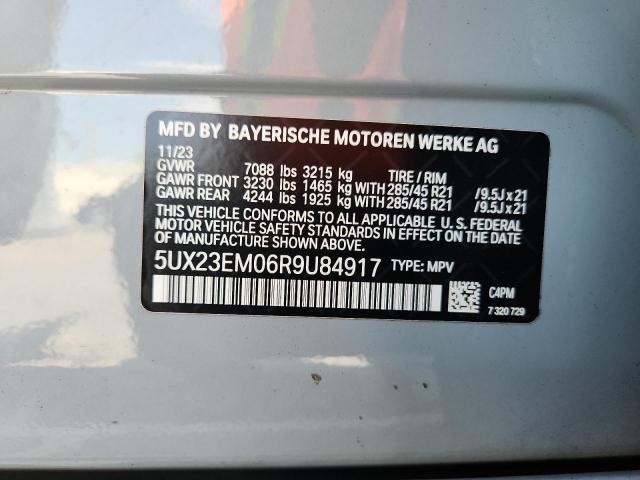 MFD BY BAYERISCHE MOTOREN WERKE AG
11/23
GVWR 7088 lbs 3215 kg TIRE / RIM
GAWR FRONT 3230 lbs 1465 kg WITH 285/45 R21 /9.5J x 21
GAWR REAR 4244 lbs 1925 kg WITH 285/45 R21 /9.5J x 21
THIS VEHICLE CONFORMS TO ALL APPLICABLE U. S. FEDERAL
MOTOR VEHICLE SAFETY STANDARDS IN EFFECT ON THE DATE
OF MANUFACTURE SHOWN ABOVE.
5UX23EM06R9U84917 TYPE: MPV
C4PM
7 320 729